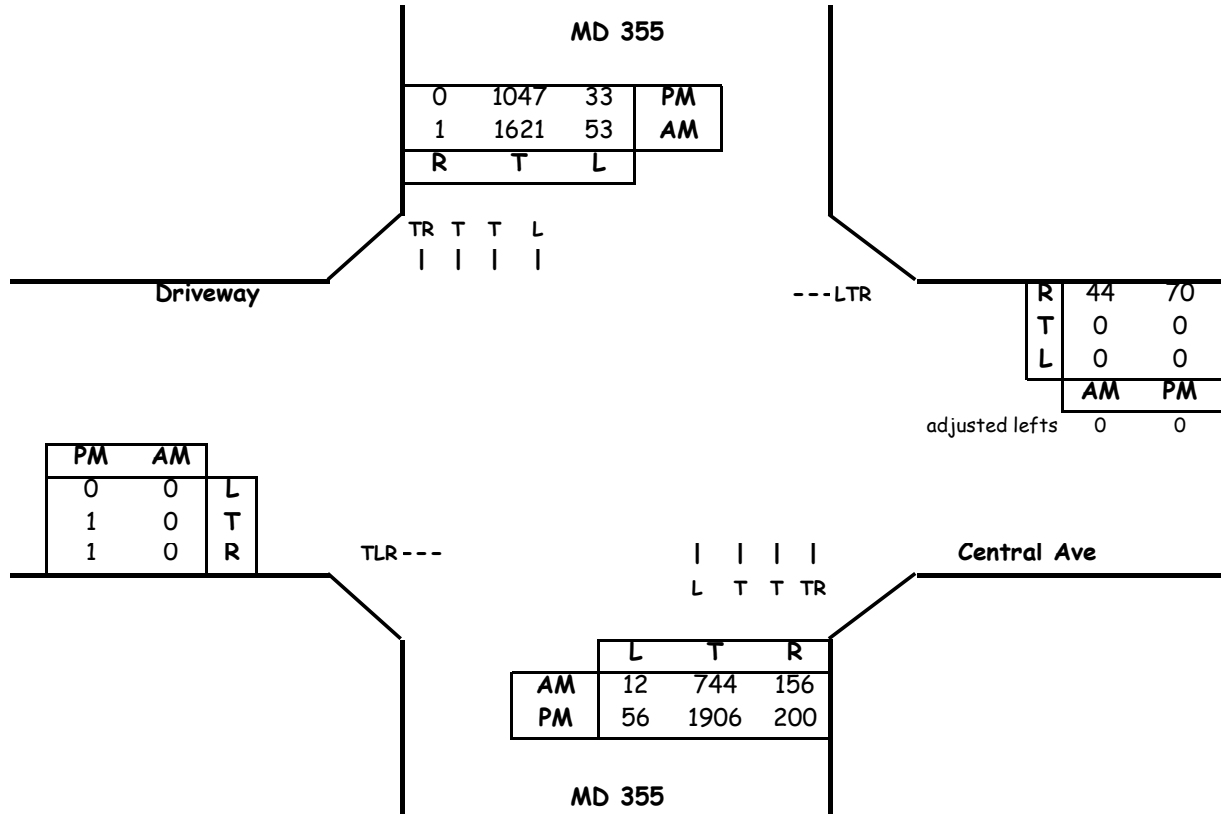 MD 355
0 1047 33 PM
1 1621 53 AM
R T L
TR T T L
Driveway
---LTR
R 44 70
T 0 0
L 0 0
AM PM
adjusted lefts 0 0
PM AM
0 0 L
1 0 T
1 0 R
TLR---
Central Ave
L T T TR
L T R
AM 12 744 156
PM 56 1906 200
MD 355